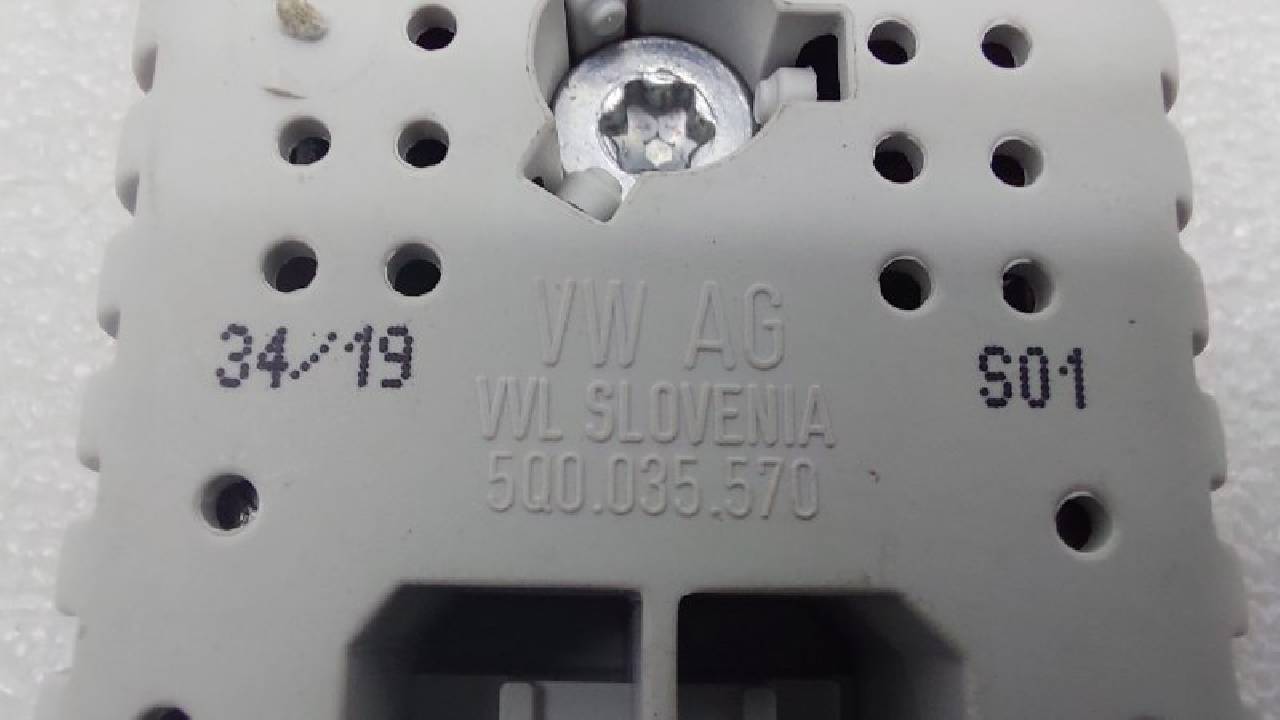 VW AG
34/19
S01
VVL SLOVENIA
5Q0.035.570